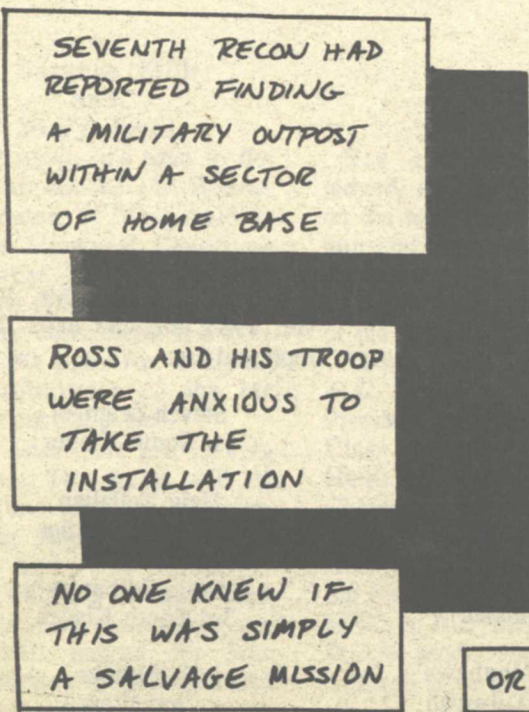 SEVENTH RECON HAD
REPORTED FINDING
A MILITARY OUTPOST
WITHIN A SECTOR
OF HOME BASE
ROSS AND HIS TROOP
WERE ANXIOUS TO
TAKE THE
INSTALLATION
NO ONE KNEW IF
THIS WAS SIMPLY
A SALVAGE MISSION
OR